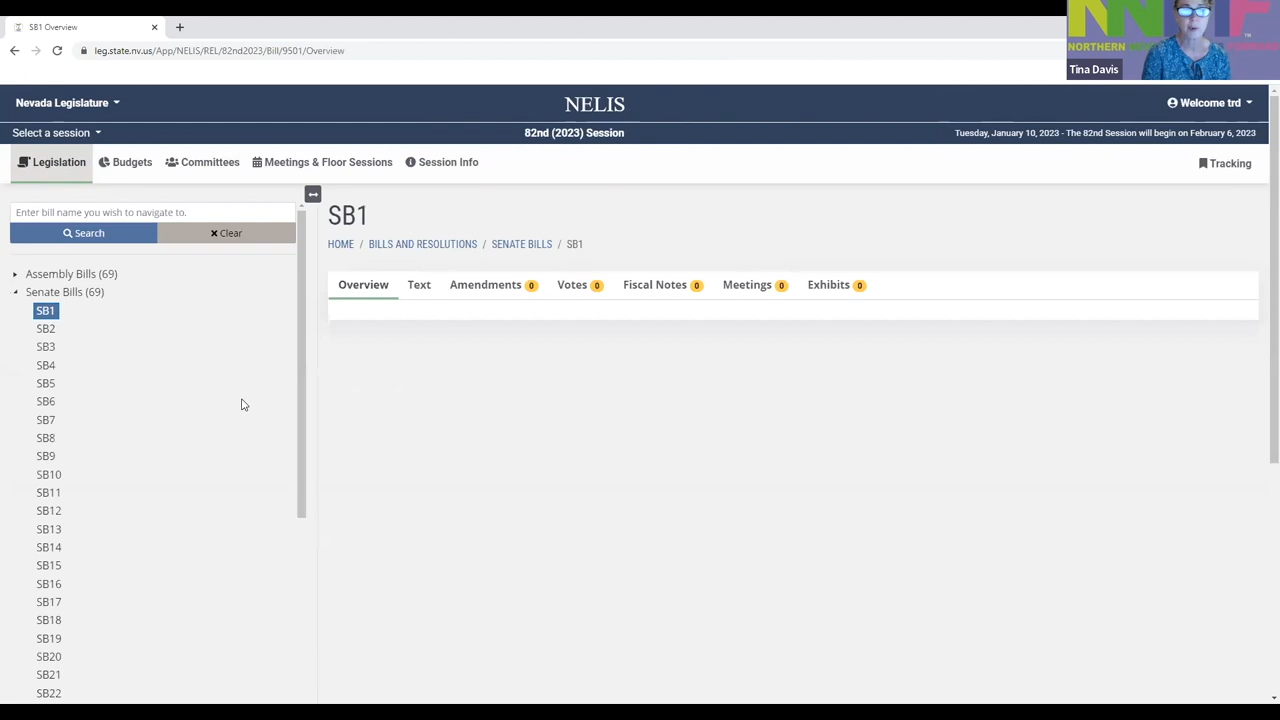 SB1 Overview
leg.state.nv.us/App/NELIS/REL/82nd2023/Bill/9501/Overview
NORTHERN
Tina Davis
Nevada Legislature
NELIS
Welcome trd
Select a session
82nd (2023) Session
Tuesday, January 10, 2023 - The 82nd Session will begin on February 6, 2023
Legislation
Budgets
Committees
Meetings & Floor Sessions
Session Info
Tracking
Enter bill name you wish to navigate to.
Search
Clear
SB1
HOME / BILLS AND RESOLUTIONS / SENATE BILLS / SB1
Overview
Text
Amendments 0
Votes 0
Fiscal Notes 0
Meetings 0
Exhibits 0
Assembly Bills (69)
Senate Bills (69)
SB1
SB2
SB3
SB4
SB5
SB6
SB7
SB8
SB9
SB10
SB11
SB12
SB13
SB14
SB15
SB16
SB17
SB18
SB19
SB20
SB21
SB22